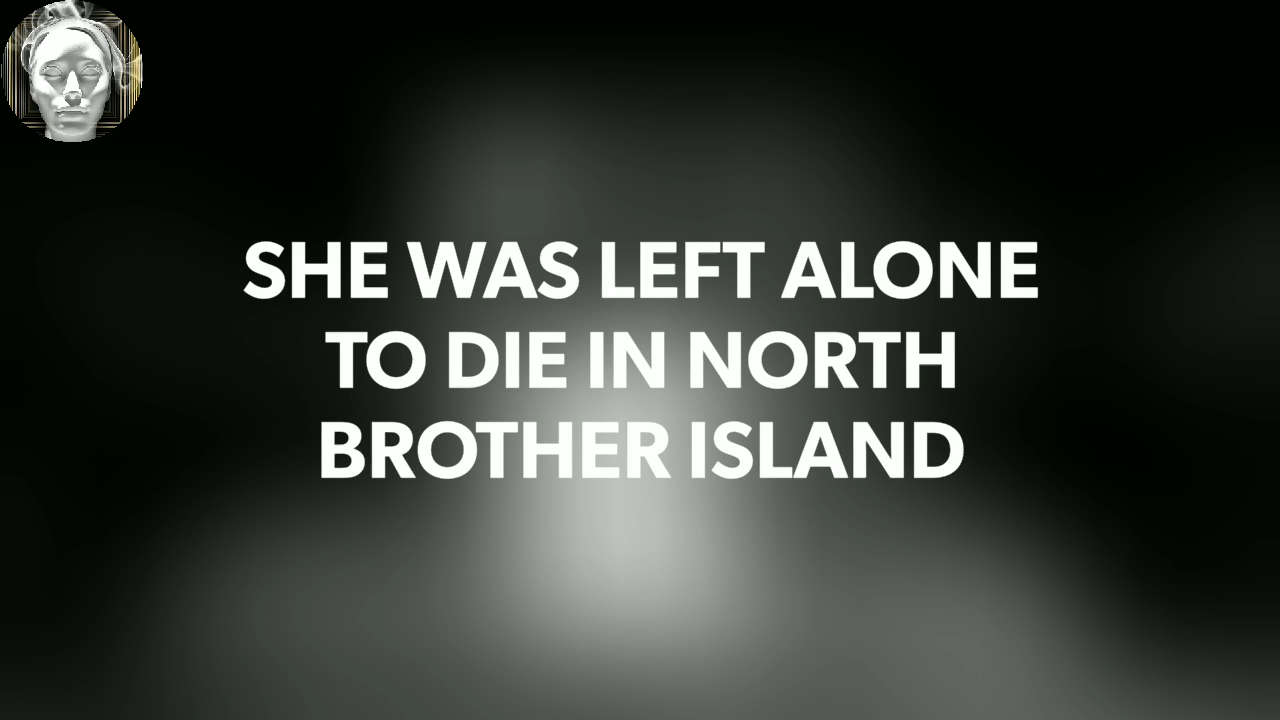 SHE WAS LEFT ALONE
TO DIE IN NORTH
BROTHER ISLAND